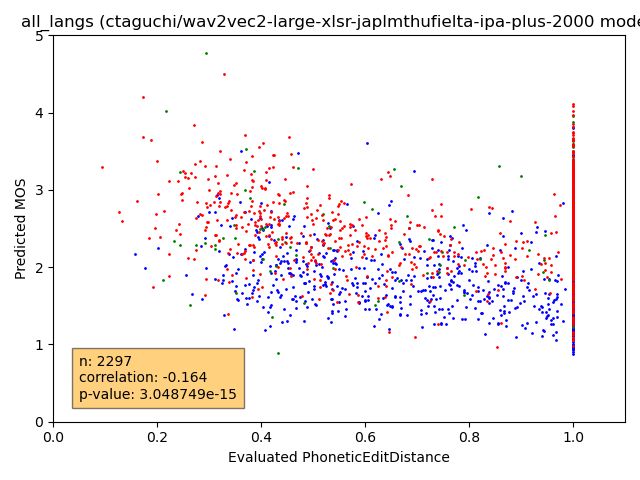 all_langs (ctaguchi/wav2vec2-large-xlsr-japlmthufielta-ipa-plus-2000 mode
5
4
3
2
1
0
Predicted MOS
n: 2297
correlation: -0.164
p-value: 3.048749e-15
0.0 0.2 0.4 0.6 0.8 1.0
Evaluated PhoneticEditDistance